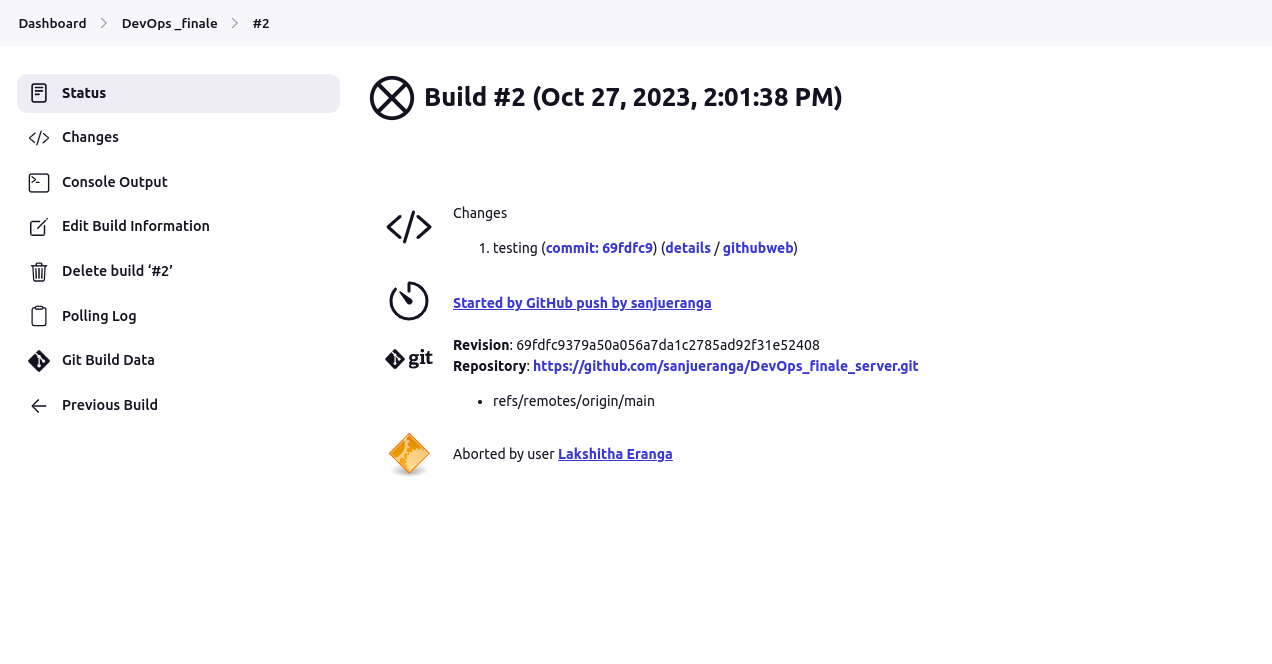 Dashboard > DevOps _finale > #2
Status
Changes
Console Output
Edit Build Information
Delete build ‘#2’
Polling Log
Git Build Data
Previous Build
Build #2 (Oct 27, 2023, 2:01:38 PM)
Changes
1. testing (commit: 69fdfc9) (details / githubweb)
Started by GitHub push by sanjueranga
git
Revision: 69fdfc9379a50a056a7da1c2785ad92f31e52408
Repository: https://github.com/sanjueranga/DevOps_finale_server.git
• refs/remotes/origin/main
Aborted by user Lakshitha Eranga